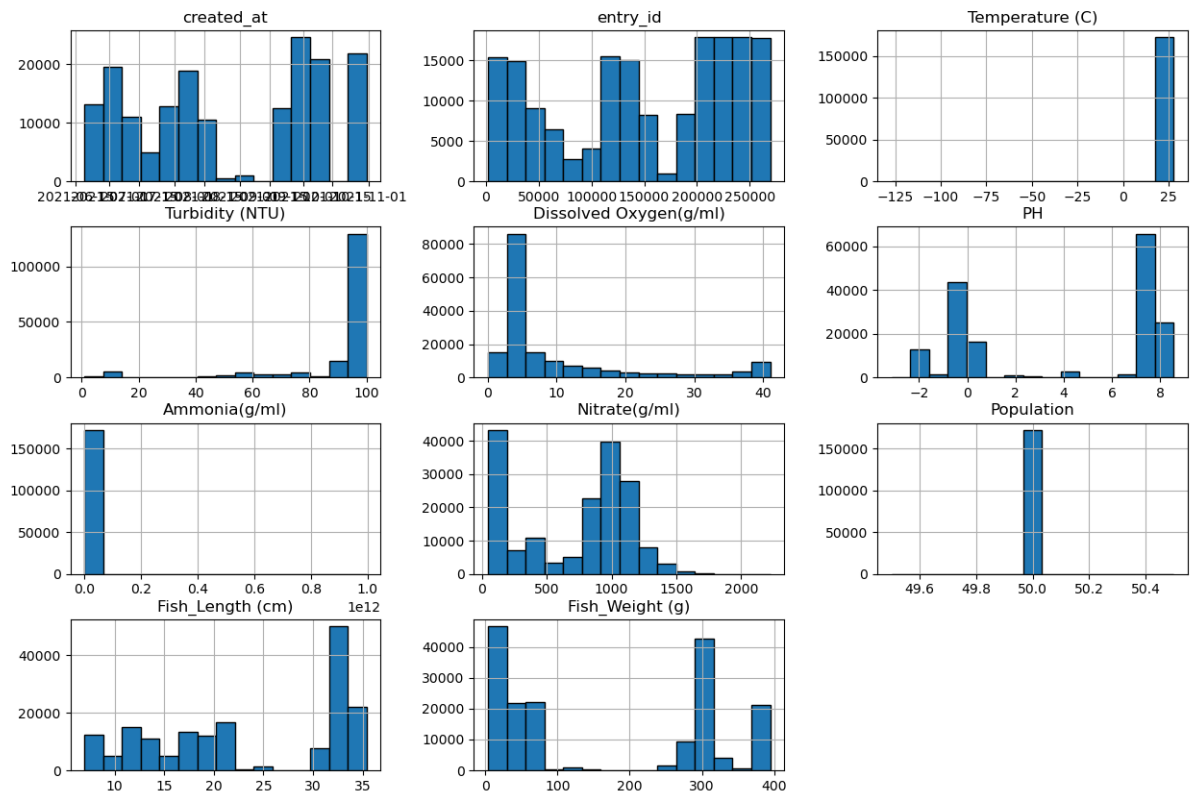 created_at
20000
10000
0
entry_id
15000
10000
5000
0
0 50000 100000 150000 200000 250000
Temperature (C)
150000
100000
50000
0
−125 −100 −75 −50 −25 0 25
Turbidity (NTU)
100000
50000
0
0 20 40 60 80 100
Dissolved Oxygen(g/ml)
80000
60000
40000
20000
0
0 10 20 30 40
PH
60000
40000
20000
0
−2 0 2 4 6 8
Ammonia(g/ml)
150000
100000
50000
0
0.0 0.2 0.4 0.6 0.8 1.0
1e12
Nitrate(g/ml)
40000
30000
20000
10000
0
0 500 1000 1500 2000
Population
150000
100000
50000
0
49.6 49.8 50.0 50.2 50.4
Fish_Length (cm)
40000
20000
0
10 15 20 25 30 35
Fish_Weight (g)
40000
30000
20000
10000
0
0 100 200 300 400